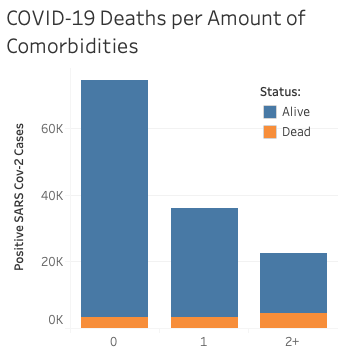 COVID-19 Deaths per Amount of
Comorbidities
Status:
Alive
Dead
Positive SARS Cov-2 Cases
60K
40K
20K
0K
0
1
2+